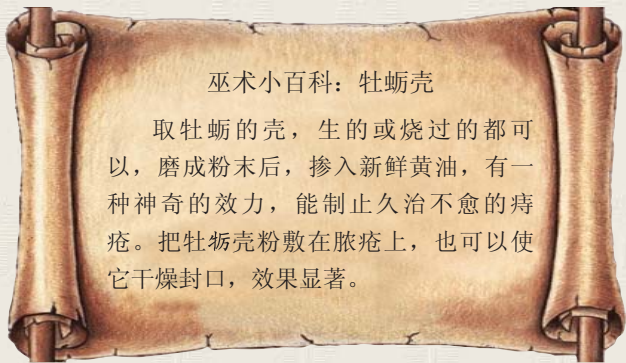 巫术小百科：牡蛎壳
取牡蛎的壳，生的或烧过的都可
以，磨成粉末后，掺入新鲜黄油，有一
种神奇的效力，能制止久治不愈的痔
疮。把牡蛎壳粉敷在脓疮上，也可以使
它干燥封口，效果显著。